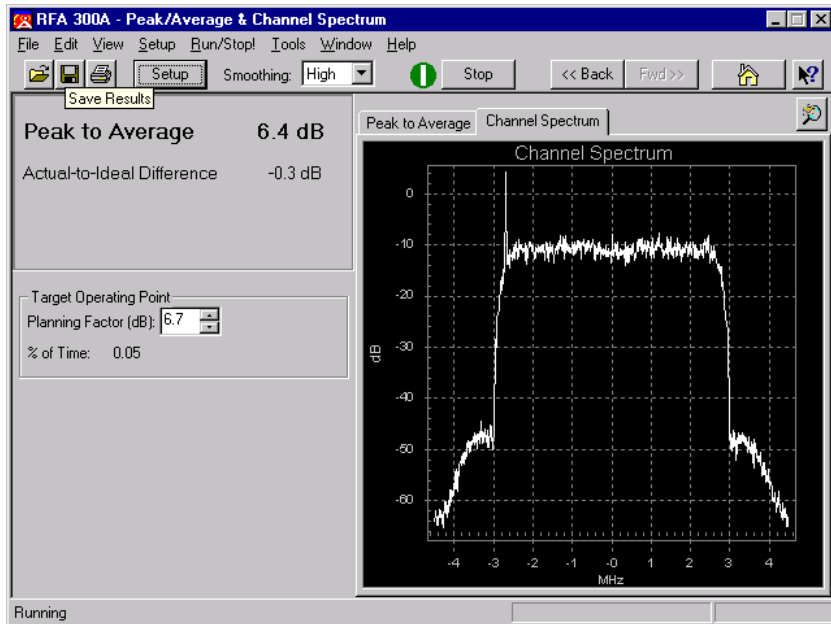 RFA 300A - Peak/Average & Channel Spectrum
File Edit View Setup Run/Stop! Tools Window Help
Setup Smoothing: High Stop << Back Fwd >>
Save Results
Peak to Average 6.4 dB
Actual-to-Ideal Difference -0.3 dB
Target Operating Point
Planning Factor (dB): 6.7
% of Time: 0.05
Peak to Average Channel Spectrum
Channel Spectrum
0
-10
-20
-30
-40
-50
-60
dB
-4 -3 -2 -1 -0 1 2 3 4
MHz
Running